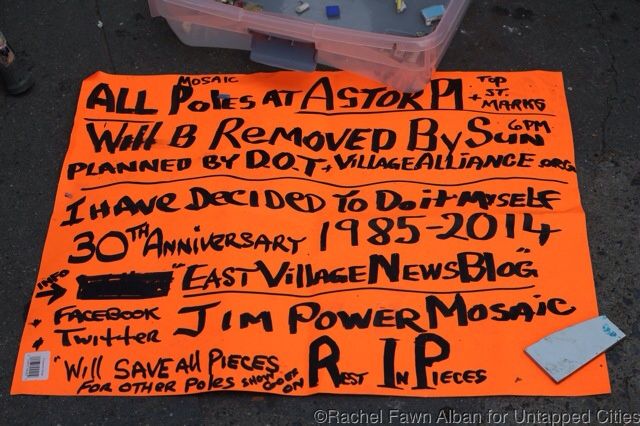 MOSAIC
ALL Poles AT ASTOR Pl + TOP ST. MARKS
Will B REMOVED By SUN 6PM
PLANNED BY D.O.T. + VILLAGE ALLIANCE.ORG
I HAVE DECIDED To Do it MYSELF
30TH ANNIVERSARY 1985-2014
INFO
"EAST VILLAGE NEWS BLOG"
+ FACEBOOK JIM POWER MOSAIC
+ TWITTER
"Will SAVE All PIECES REST IN PIECES
FOR OTHER POLES ON
©Rachel Fawn Alban for Untapped Cities